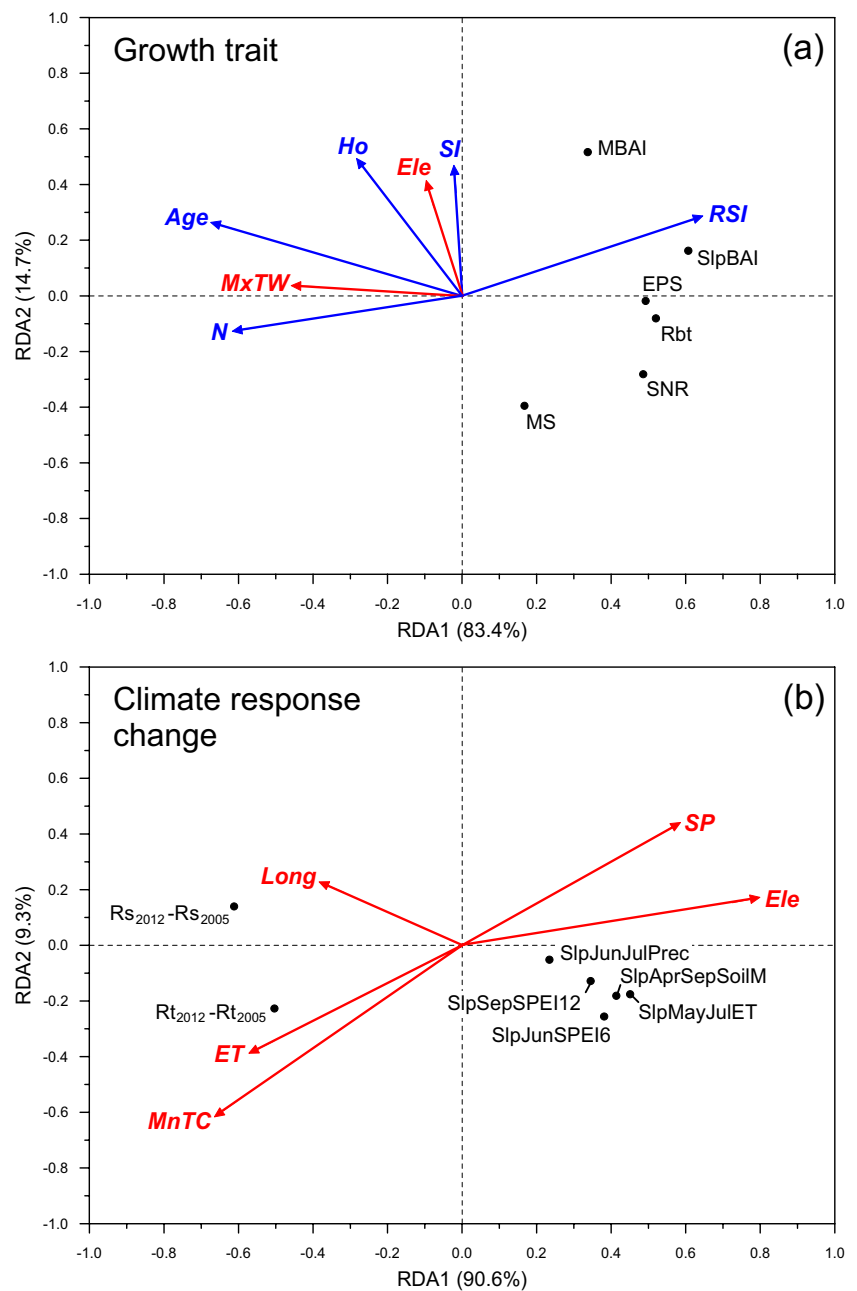 Growth trait
(a)
1.0
0.8
0.6
0.4
0.2
0.0
-0.2
-0.4
-0.6
-0.8
-1.0
RDA2 (14.7%)
Ho
SI
Ele
MBAI
Age
RSI
SlpBAI
MxTW
EPS
N
Rbt
SNR
MS
-1.0 -0.8 -0.6 -0.4 -0.2 0.0 0.2 0.4 0.6 0.8 1.0
RDA1 (83.4%)
Climate response
change
(b)
1.0
0.8
0.6
0.4
0.2
0.0
-0.2
-0.4
-0.6
-0.8
-1.0
RDA2 (9.3%)
SP
Long
Ele
Rs2012-Rs2005
SlpJunJulPrec
SlpAprSepSoilM
SlpSepSPEI12
SlpMayJulET
Rt2012-Rt2005
SlpJunSPEI6
ET
MnTC
-1.0 -0.8 -0.6 -0.4 -0.2 0.0 0.2 0.4 0.6 0.8 1.0
RDA1 (90.6%)